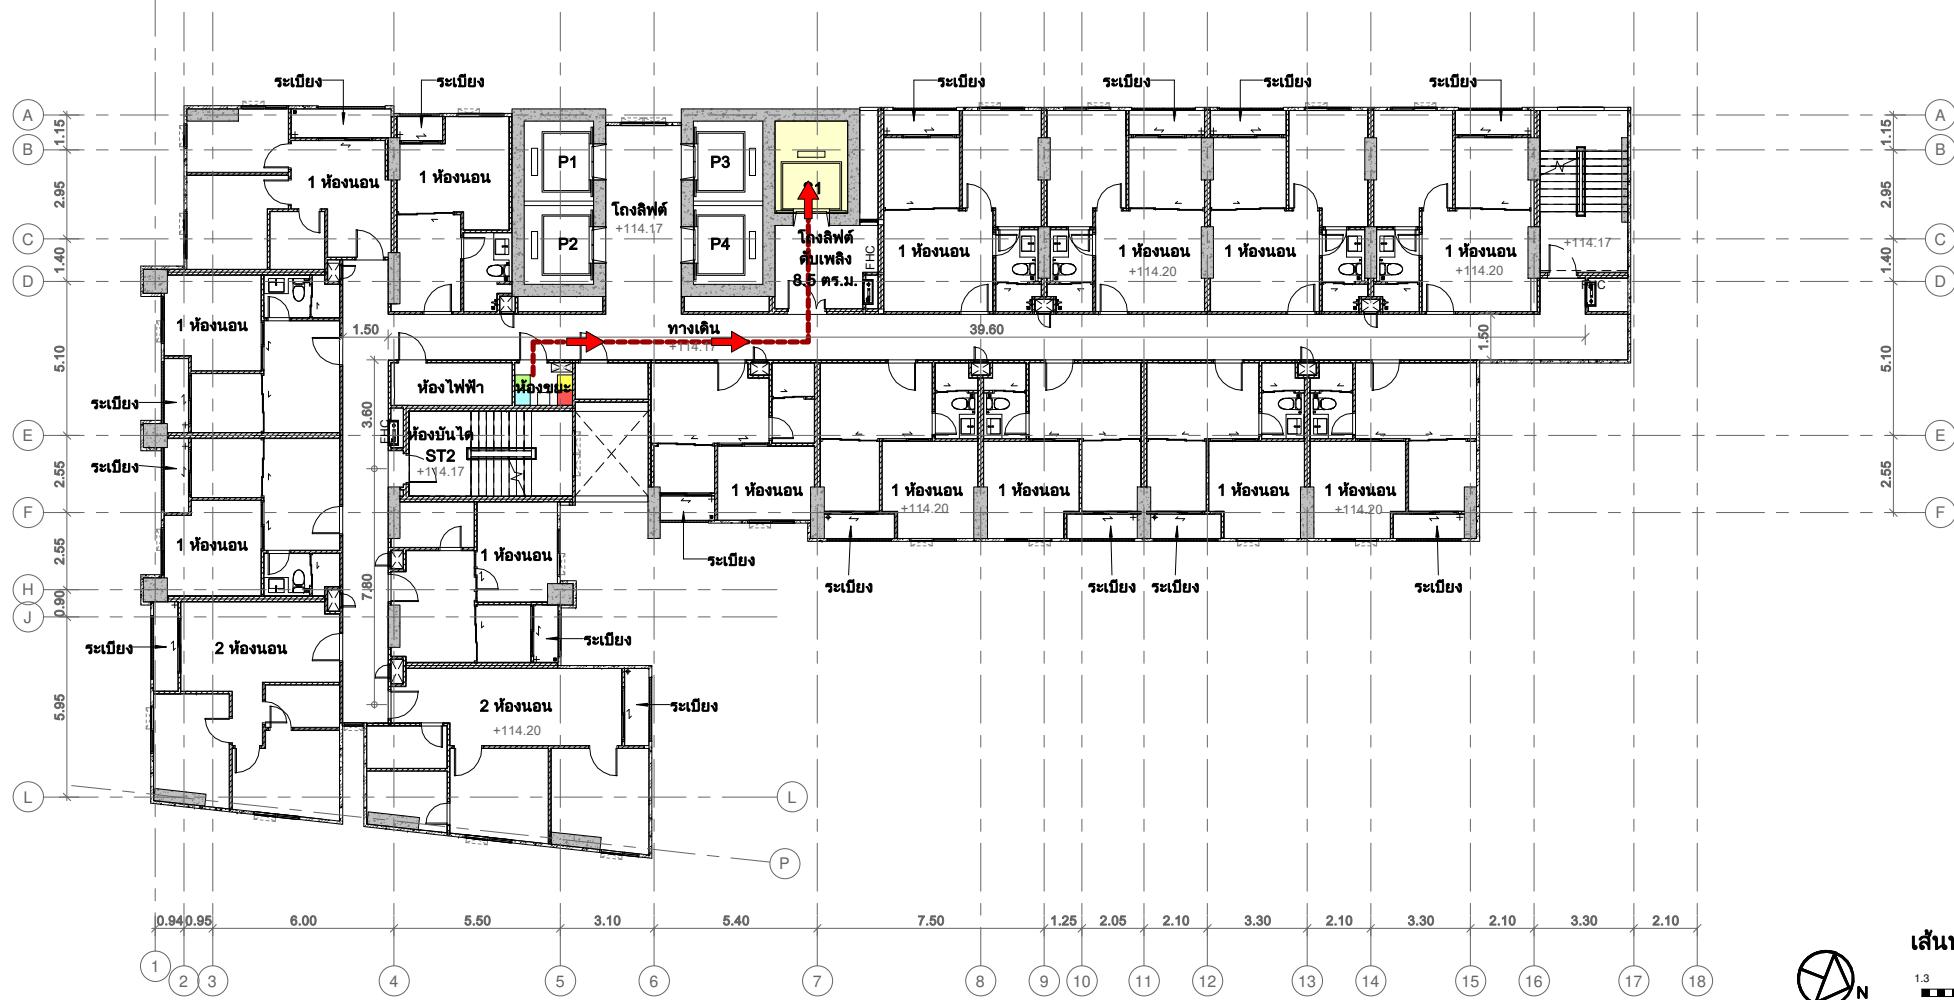 ระเบียง
ระเบียง
ระเบียง
ระเบียง
ระเบียง
ระเบียง
A
A
1.15
1.15
B
B
P1
P3
2.95
2.95
1 ห้องนอน
1 ห้องนอน
โถงลิฟต์
+114.17
C
C
P2
P4
โถงลิฟต์
ดับเพลิง
8.5 ตร.ม.
FHC
1 ห้องนอน
1 ห้องนอน
+114.20
1 ห้องนอน
1 ห้องนอน
+114.20
+114.17
1.40
1.40
D
D
1 ห้องนอน
1.50
ทางเดิน
39.60
1.50
5.10
5.10
ห้องไฟฟ้า
ห้องขยะ
ระเบียง
3.60
FHC
E
E
ห้องบันได
ST2
+114.17
ระเบียง
2.55
2.55
1 ห้องนอน
1 ห้องนอน
1 ห้องนอน
1 ห้องนอน
1 ห้องนอน
+114.20
+114.20
F
F
1 ห้องนอน
1 ห้องนอน
2.55
ระเบียง
ระเบียง
ระเบียง
ระเบียง
ระเบียง
H
7.80
0.90
J
ระเบียง
2 ห้องนอน
ระเบียง
5.95
2 ห้องนอน
+114.20
ระเบียง
L
L
P
0.94
0.95
6.00
5.50
3.10
5.40
7.50
1.25
2.05
2.10
3.30
2.10
3.30
2.10
3.30
2.10
1
2
3
4
5
6
7
8
9
10
11
12
13
14
15
16
17
18
N
1.3